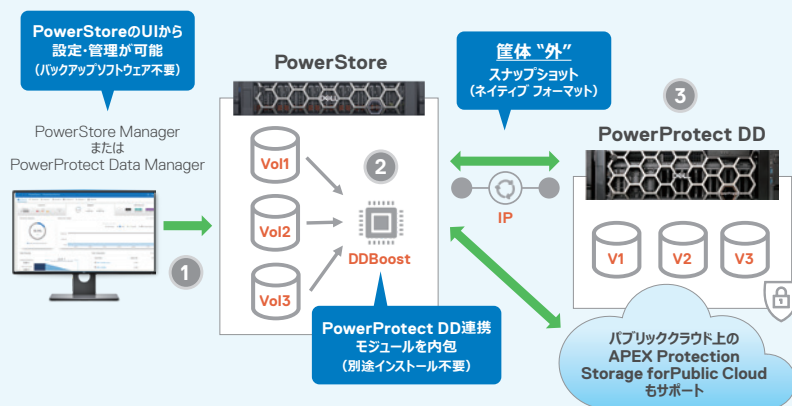 PowerStoreのUIから
設定・管理が可能
（バックアップソフトウェア不要）
PowerStore Manager
または
PowerProtect Data Manager
1
PowerStore
DELL
Vol1
Vol2
Vol3
2
DDBoost
PowerProtect DD連携
モジュールを内包
（別途インストール不要）
筐体 “外”
スナップショット
（ネイティブ フォーマット）
IP
3
PowerProtect DD
DELL
V1
V2
V3
パブリッククラウド上の
APEX Protection
Storage forPublic Cloud
もサポート